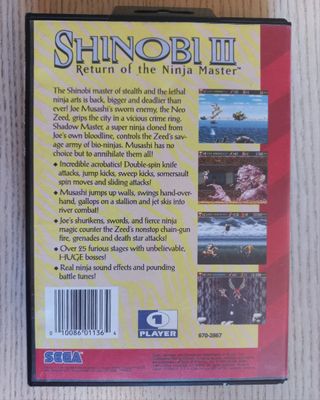 SHINOBI III
Return of the Ninja Master™
The Shinobi master of stealth and the lethal
ninja arts is back, bigger and deadlier than
ever! Joe Musashi's sworn enemy, the Neo
Zeed, grips the city in a vicious crime ring.
Shadow Master, a super ninja cloned from
Joe's own bloodline, controls the Zeed's sav-
age army of bio-ninjas. Musashi has no
choice but to annihilate them all!
◆ Incredible acrobatics! Double-spin knife
attacks, jump kicks, sweep kicks, somersault
spin moves and sliding attacks!
◆ Musashi jumps up walls, swings hand-over-
hand, gallops on a stallion and jet skis into
river combat!
◆ Joe's shurikens, swords, and fierce ninja
magic counter the Zeed's nonstop chain-gun
fire, grenades and death star attacks!
◆ Over 25 furious stages with unbelievable,
HUGE bosses!
◆ Real ninja sound effects and pounding
battle tunes!
0 10086 01136 4
1
PLAYER
670-2867
SEGA